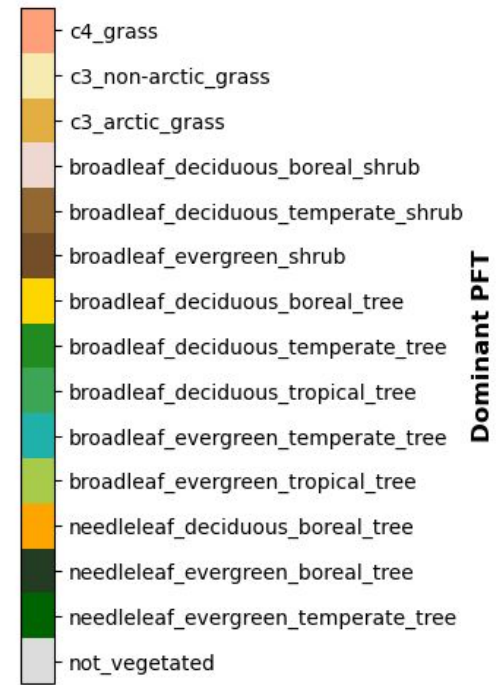 c4_grass
c3_non-arctic_grass
c3_arctic_grass
broadleaf_deciduous_boreal_shrub
broadleaf_deciduous_temperate_shrub
broadleaf_evergreen_shrub
broadleaf_deciduous_boreal_tree
broadleaf_deciduous_temperate_tree
broadleaf_deciduous_tropical_tree
broadleaf_evergreen_temperate_tree
broadleaf_evergreen_tropical_tree
needleleaf_deciduous_boreal_tree
needleleaf_evergreen_boreal_tree
needleleaf_evergreen_temperate_tree
not_vegetated
Dominant PFT